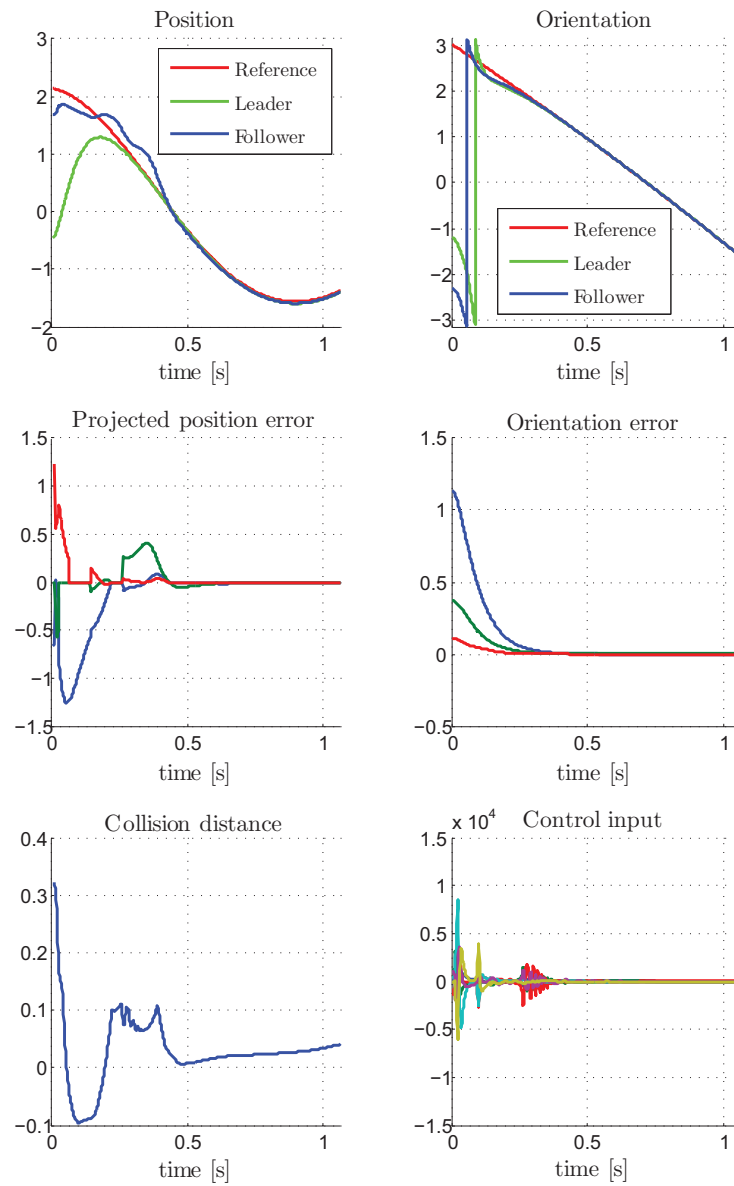 Position
3
2
1
0
−1
−2
0
0.5
1
time [s]
Reference
Leader
Follower
Orientation
3
2
1
0
−1
−2
−3
0
0.5
1
time [s]
Reference
Leader
Follower
Projected position error
1.5
1
0.5
0
−0.5
−1
−1.5
0
0.5
1
time [s]
Orientation error
1.5
1
0.5
0
−0.5
0
0.5
1
time [s]
Collision distance
0.4
0.3
0.2
0.1
0
−0.1
0
0.5
1
time [s]
x 10^4
Control input
1.5
1
0.5
0
−0.5
−1
−1.5
0
0.5
1
time [s]